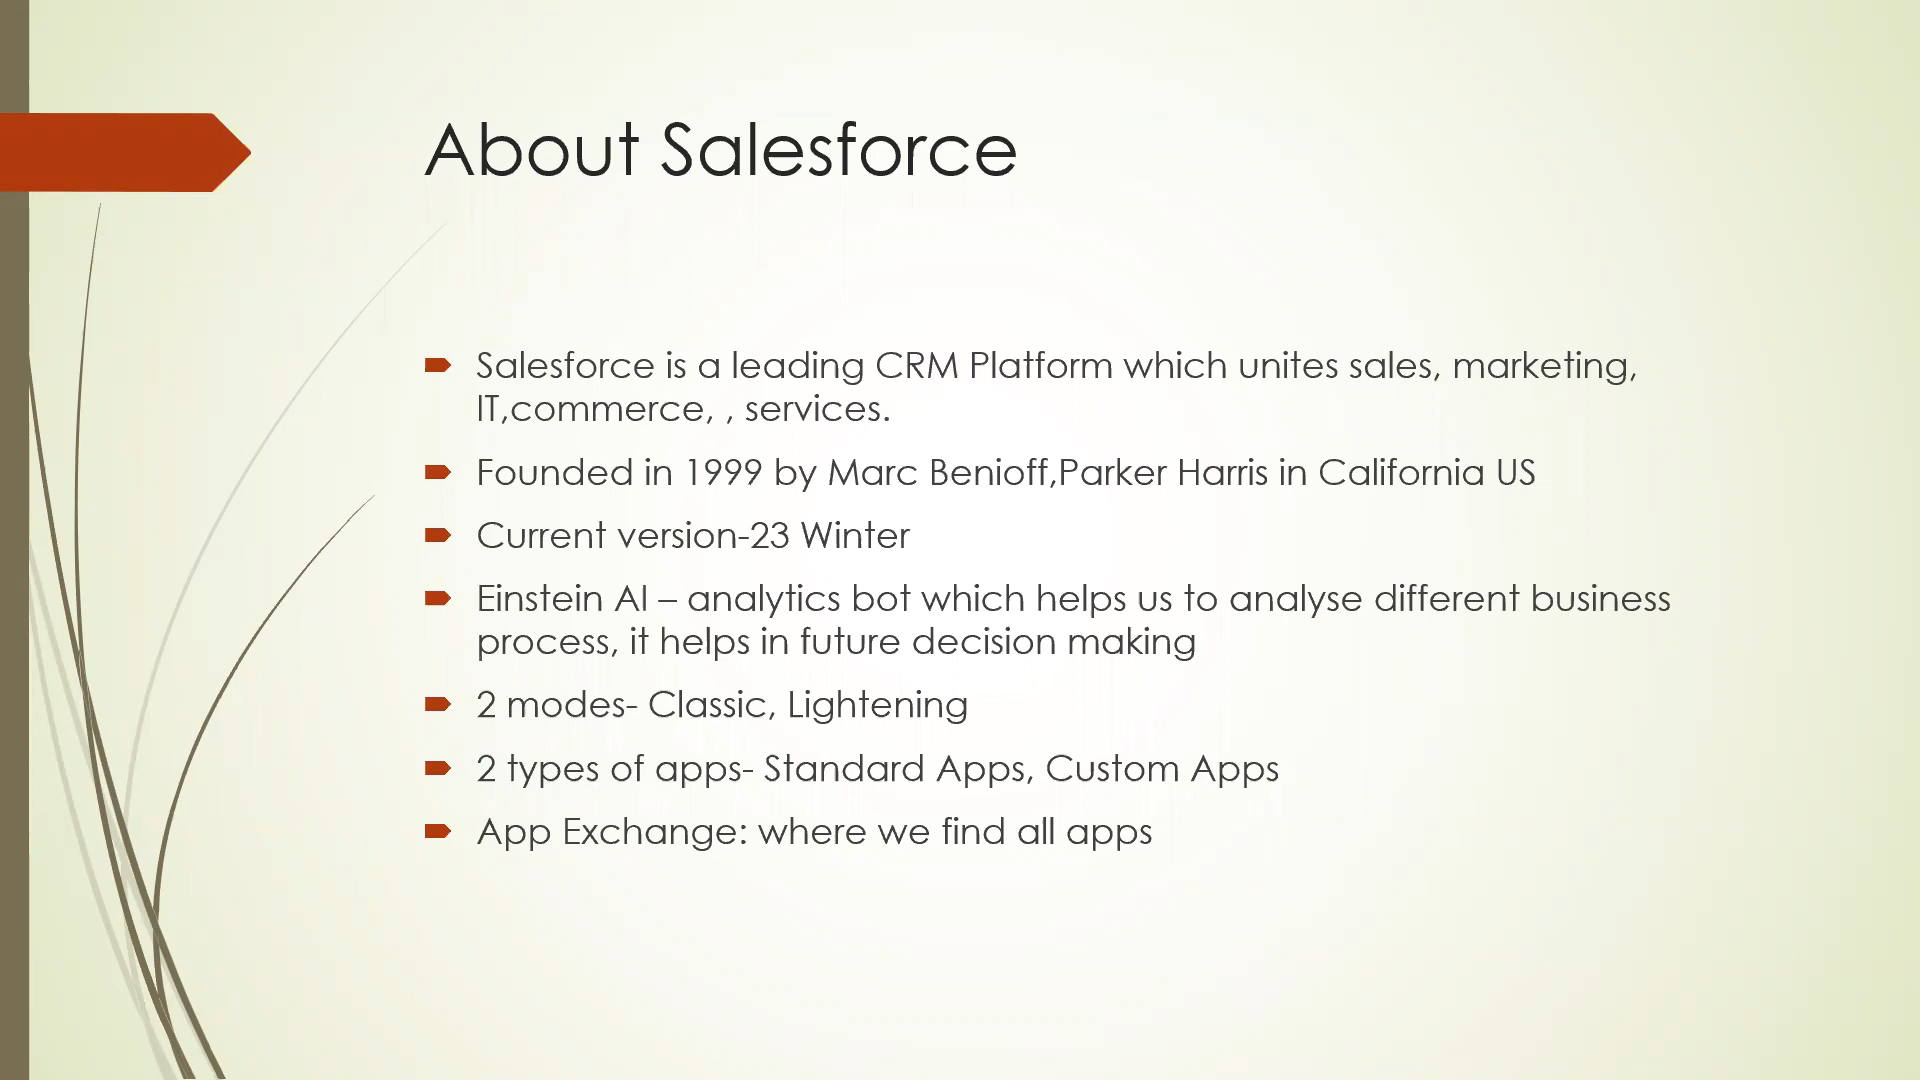 About Salesforce
Salesforce is a leading CRM Platform which unites sales, marketing,
IT,commerce, , services.
Founded in 1999 by Marc Benioff,Parker Harris in California US
Current version-23 Winter
Einstein AI – analytics bot which helps us to analyse different business
process, it helps in future decision making
2 modes- Classic, Lightening
2 types of apps- Standard Apps, Custom Apps
App Exchange: where we find all apps